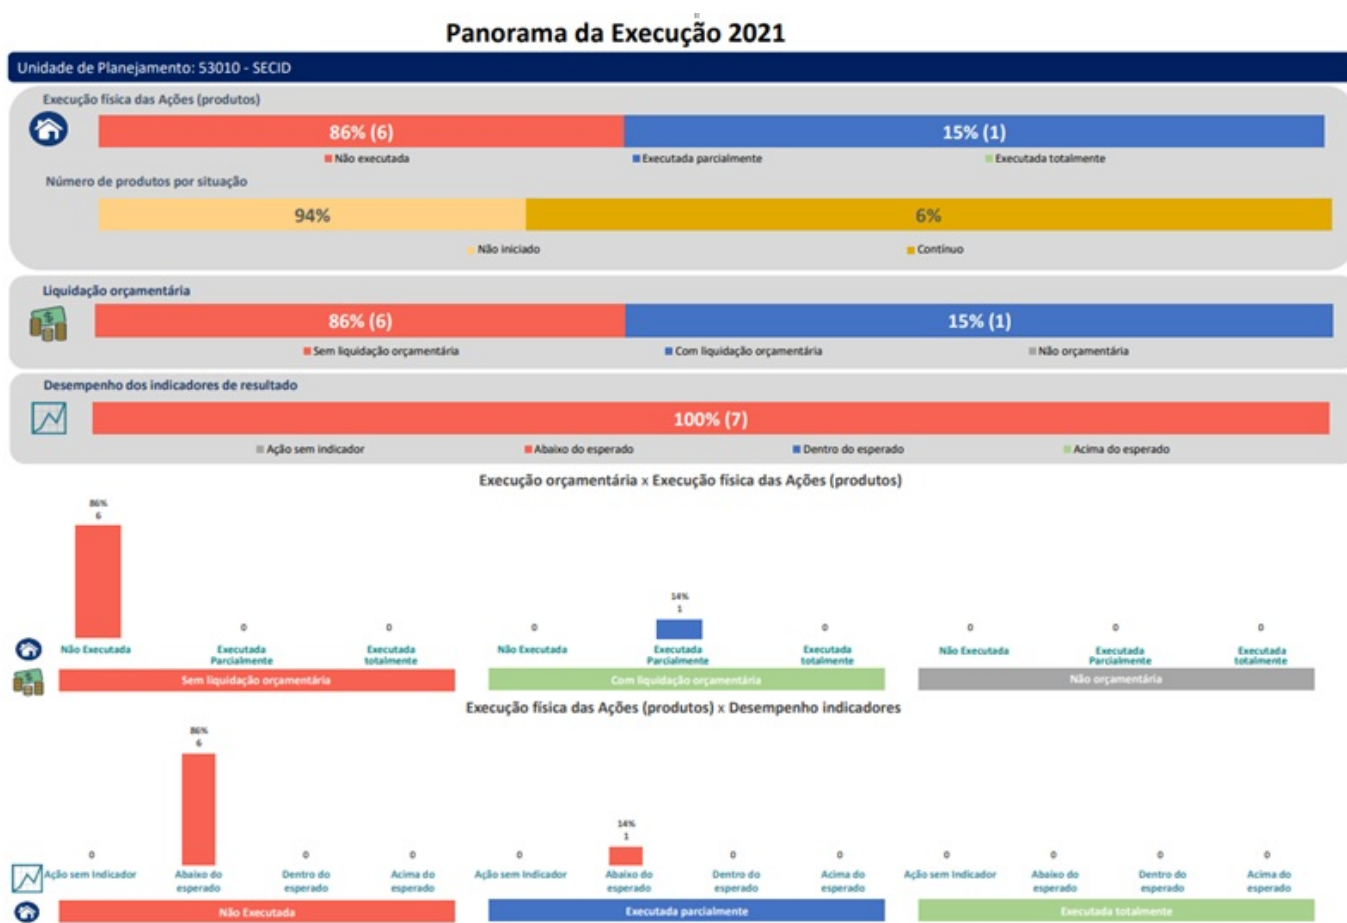 Panorama da Execução 2021
Unidade de Planejamento: 53010 - SECID
Execução física das Ações (produtos)
86% (6) 15% (1)
Não executada Executada parcialmente Executada totalmente
Número de produtos por situação
94% 6%
Não iniciado Contínuo
Liquidação orçamentária
86% (6) 15% (1)
Sem liquidação orçamentária Com liquidação orçamentária Não orçamentária
Desempenho dos indicadores de resultado
100% (7)
Ação sem indicador Abaixo do esperado Dentro do esperado Acima do esperado
Execução orçamentária x Execução física das Ações (produtos)
86%
6
14%
1
0 0 0 0 0 0 0
Não Executada Executada Parcialmente Executada totalmente Não Executada Executada Parcialmente Executada totalmente Não Executada Executada Parcialmente Executada totalmente
Sem liquidação orçamentária Com liquidação orçamentária Não orçamentária
Execução física das Ações (produtos) x Desempenho indicadores
86%
6
14%
1
0 0 0 0 0 0 0 0 0 0
Ação sem Indicador Abaixo do esperado Dentro do esperado Acima do esperado Ação sem Indicador Abaixo do esperado Dentro do esperado Acima do esperado Ação sem Indicador Abaixo do esperado Dentro do esperado Acima do esperado
Não Executada Executada parcialmente Executada totalmente